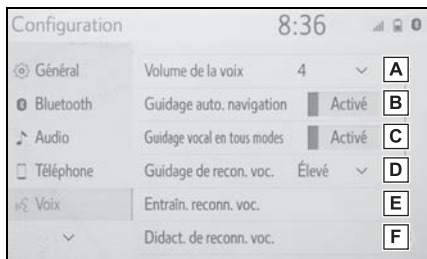 Configuration 8:36
Général Volume de la voix 4 A
Bluetooth Guidage auto. navigation Activé B
Audio Guidage vocal en tous modes Activé C
Téléphone Guidage de recon. voc. Élevé D
Voix Entraîn. reconn. voc. E
Didact. de reconn. voc. F